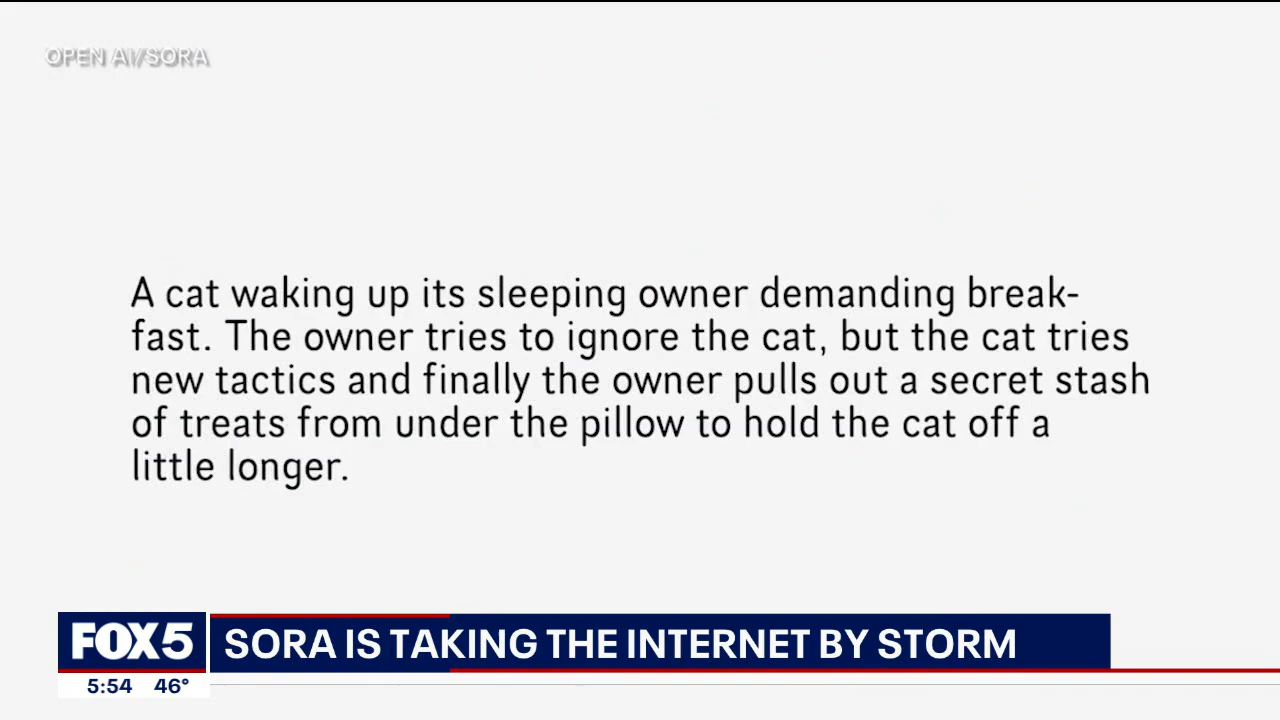 OPEN AI/SORA
A cat waking up its sleeping owner demanding break-
fast. The owner tries to ignore the cat, but the cat tries
new tactics and finally the owner pulls out a secret stash
of treats from under the pillow to hold the cat off a
little longer.
FOX5 SORA IS TAKING THE INTERNET BY STORM
5:54 46°